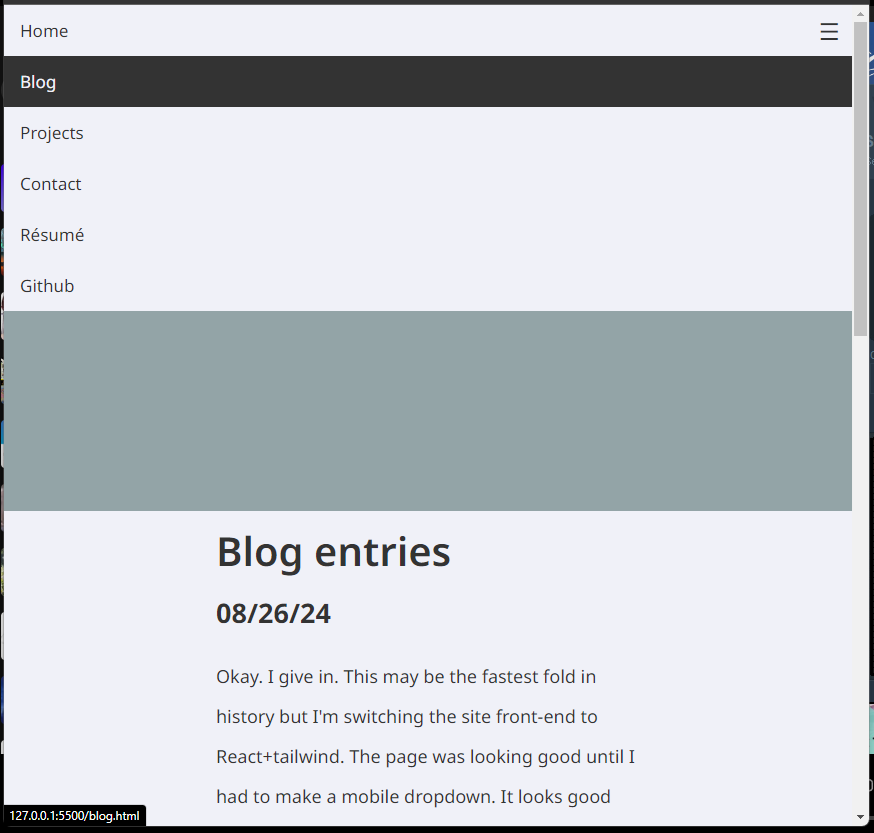 Home
Blog
Projects
Contact
Résumé
Github
Blog entries
08/26/24
Okay. I give in. This may be the fastest fold in
history but I'm switching the site front-end to
React+tailwind. The page was looking good until I
had to make a mobile dropdown. It looks good
127.0.0.1:5500/blog.html